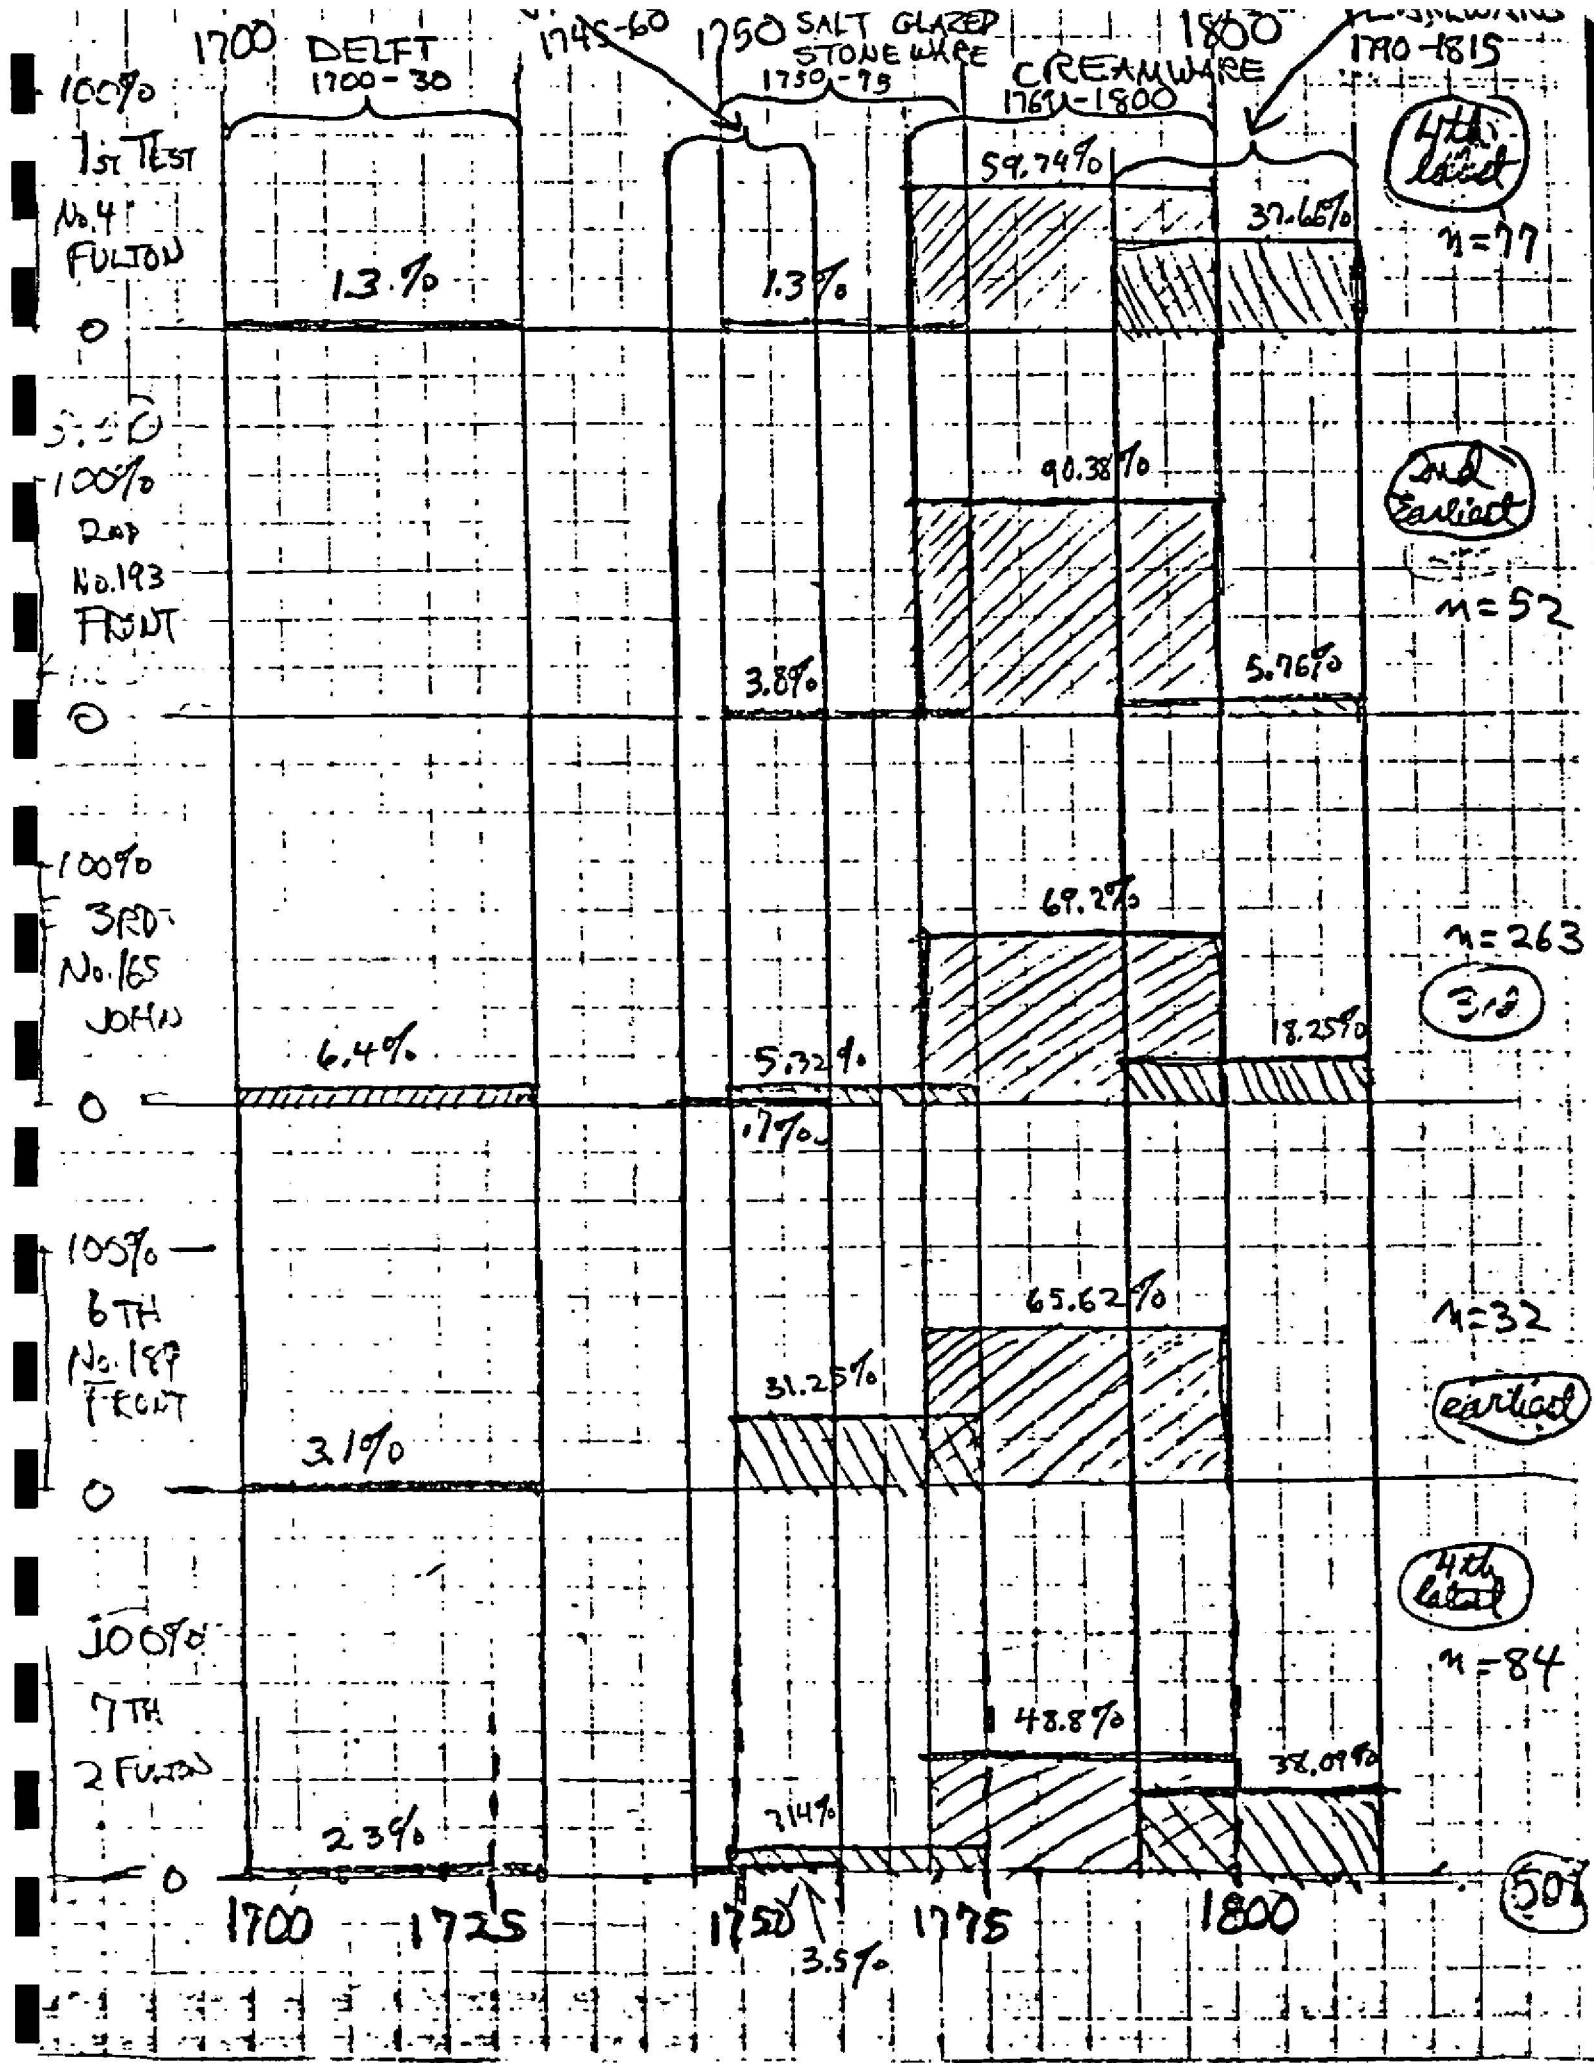 1700
DELFT
1700-30
1745-60
1750
SALT GLAZED
STONEWARE
1750-75
1800
CREAMWARE
1769-1800
1790-1815
100%
1ST TEST
No.4
FULTON
0
1.3%
1.3%
59.74%
37.66%
4th
latest
n=77
100%
2ND
No.193
FRONT
0
3.8%
90.38%
5.76%
2nd
Earliest
n=52
100%
3RD
No.165
JOHN
0
6.4%
5.32%
.7%
69.2%
18.25%
n=263
3rd
100%
6TH
No.189
FRONT
0
3.1%
31.25%
65.62%
n=32
earliest
100%
7TH
2 FULTON
0
2.3%
7.14%
48.8%
38.09%
4th
latest
n=84
1700
1725
1750
1775
1800
3.5%